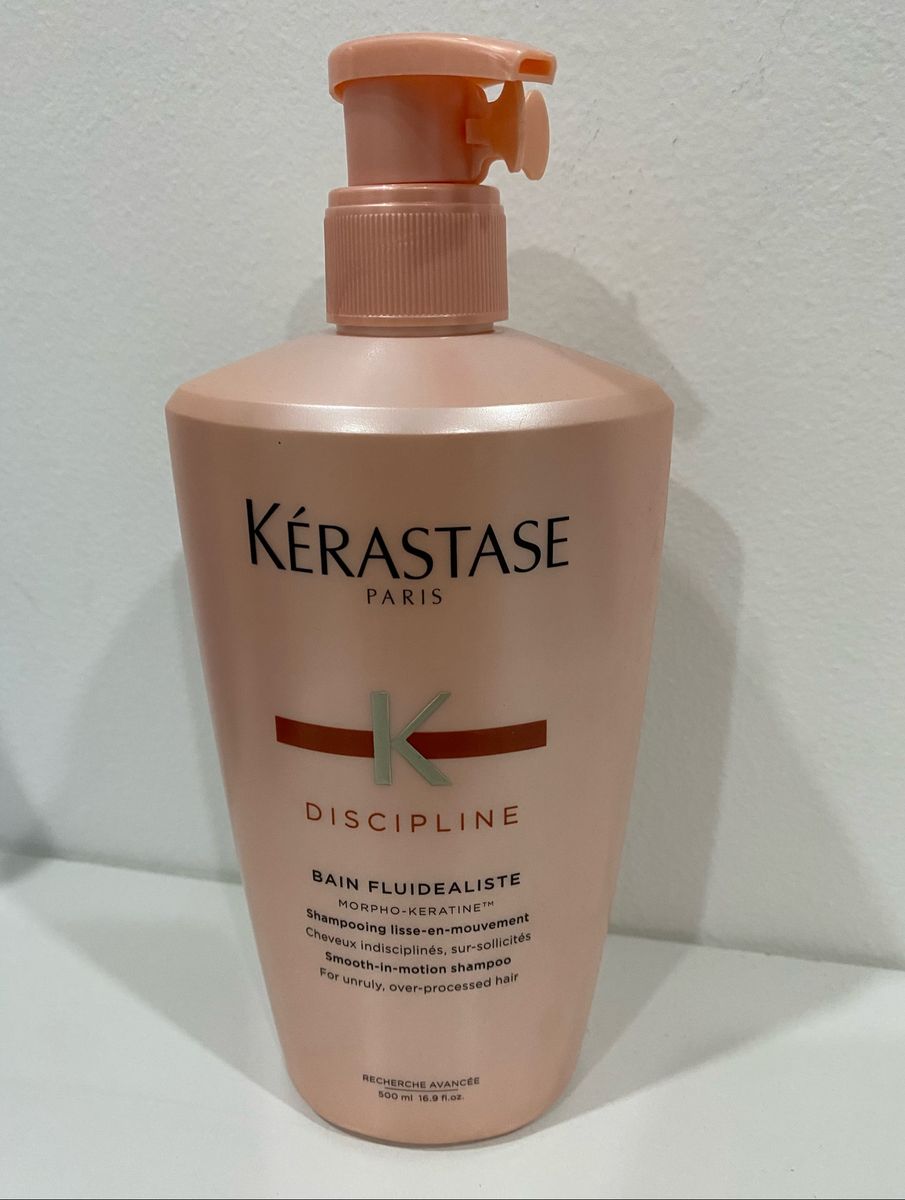 KÉRASTASE
PARIS
K
DISCIPLINE
BAIN FLUIDEALISTE
MORPHO-KERATINE™
Shampooing lisse-en-mouvement
Cheveux indisciplinés, sur-sollicités
Smooth-in-motion shampoo
For unruly, over-processed hair
RECHERCHE AVANCÉE
500 ml 16.9 fl.oz.